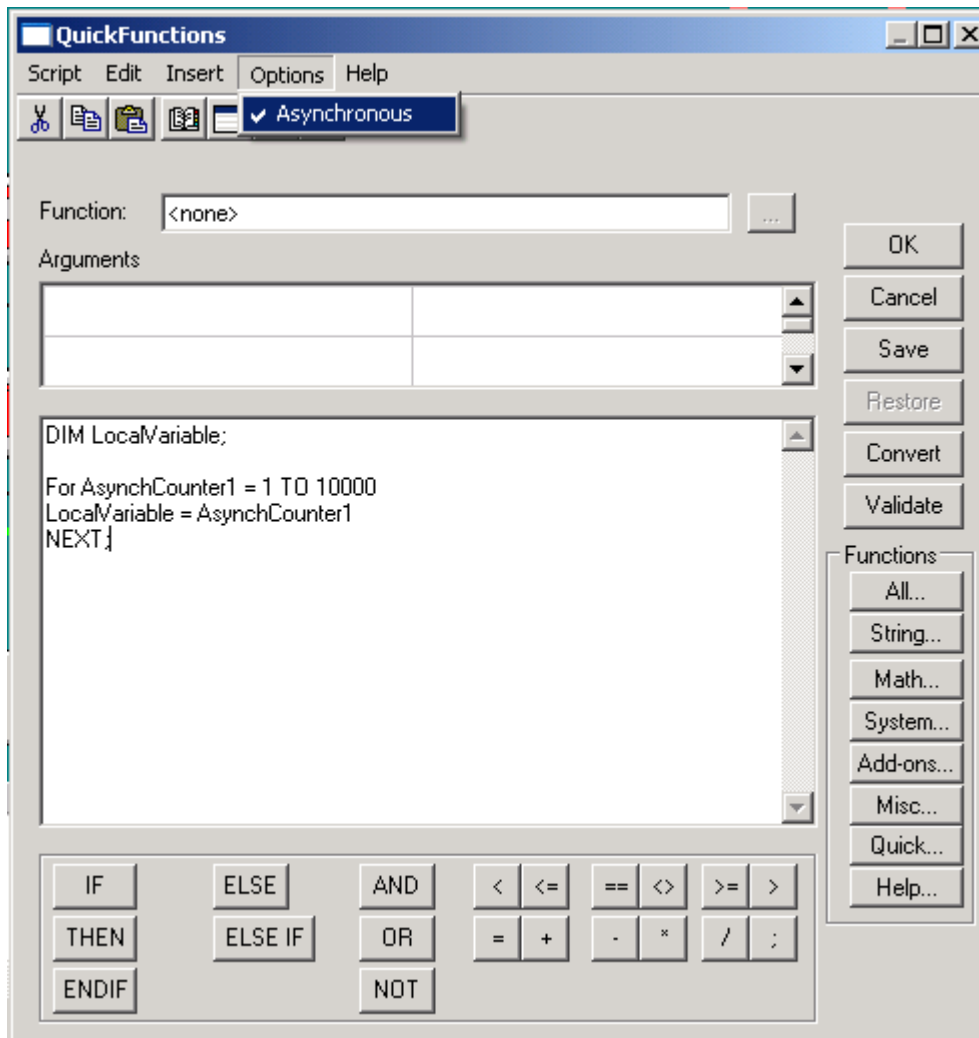 QuickFunctions
Script Edit Insert Options Help
Asynchronous
Function: <none> ...
Arguments
OK
Cancel
Save
Restore
Convert
Validate
DIM LocalVariable;
For AsynchCounter1 = 1 TO 10000
LocalVariable = AsynchCounter1
NEXT;
Functions
All...
String...
Math...
System...
Add-ons...
Misc...
Quick...
Help...
IF ELSE AND < <= == <> >= >
THEN ELSE IF OR = + - * / ;
ENDIF NOT